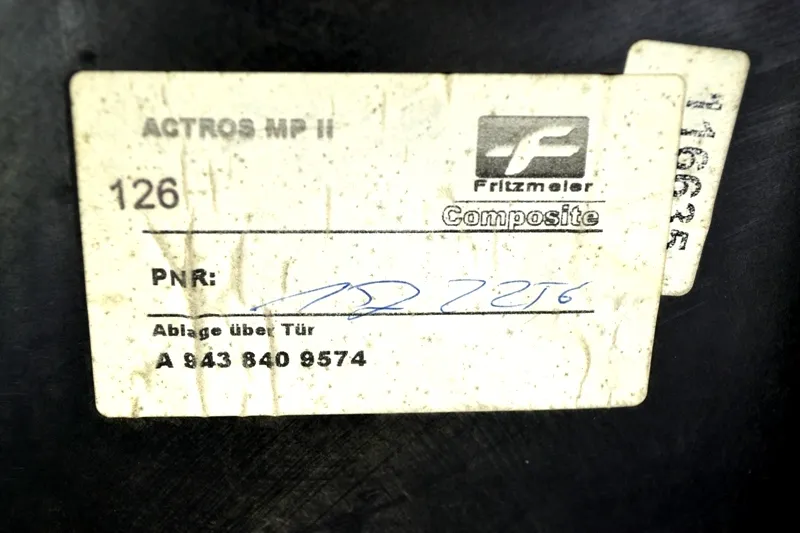 ACTROS MP II
126
Fritzmeier
Composite
PNR:
Ablage über Tür
A 943 840 9574